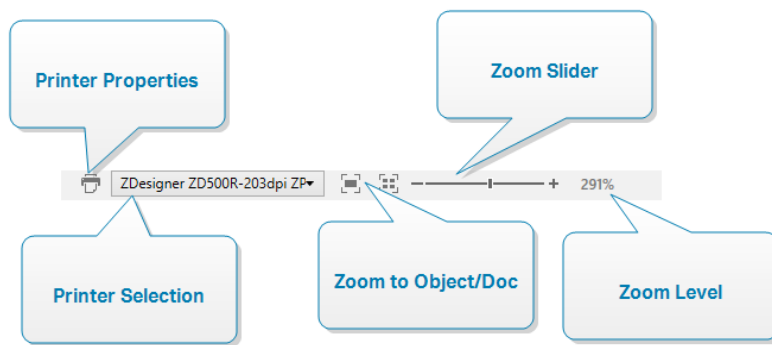 Printer Properties
Zoom Slider
ZDesigner ZD500R-203dpi ZP
291%
Printer Selection
Zoom to Object/Doc
Zoom Level